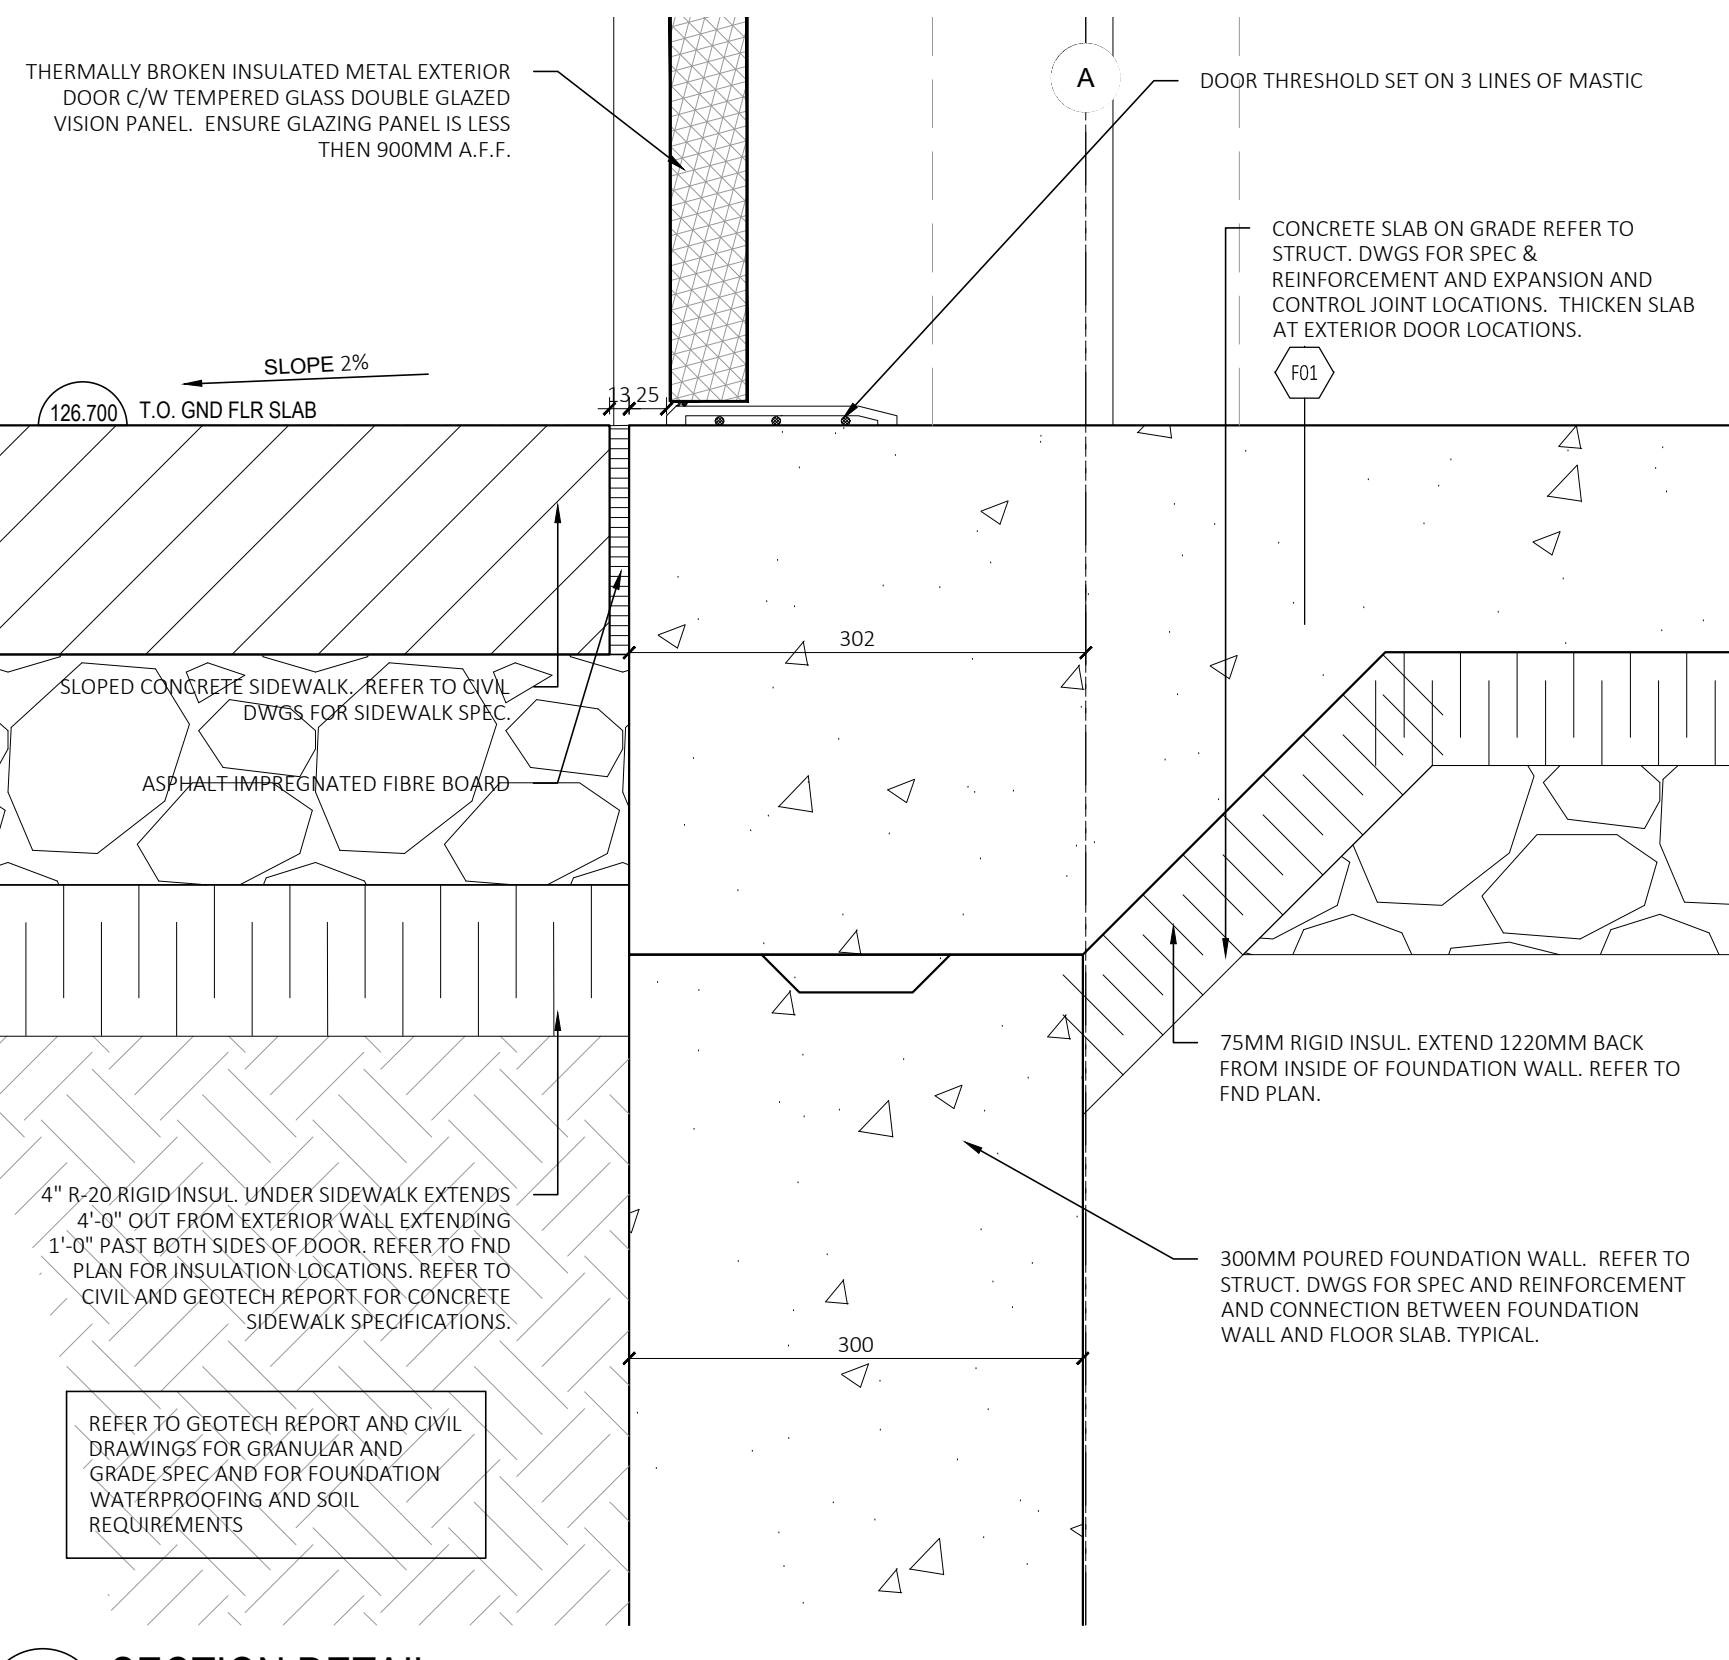 THERMALLY BROKEN INSULATED METAL EXTERIOR
DOOR C/W TEMPERED GLASS DOUBLE GLAZED
VISION PANEL.  ENSURE GLAZING PANEL IS LESS
THEN 900MM A.F.F.
A
DOOR THRESHOLD SET ON 3 LINES OF MASTIC
CONCRETE SLAB ON GRADE REFER TO
STRUCT. DWGS FOR SPEC &
REINFORCEMENT AND EXPANSION AND
CONTROL JOINT LOCATIONS.  THICKEN SLAB
AT EXTERIOR DOOR LOCATIONS.
F01
SLOPE 2%
126.700 T.O. GND FLR SLAB
13 25
302
SLOPED CONCRETE SIDEWALK.  REFER TO CIVIL
DWGS FOR SIDEWALK SPEC.
ASPHALT IMPREGNATED FIBRE BOARD
75MM RIGID INSUL. EXTEND 1220MM BACK
FROM INSIDE OF FOUNDATION WALL. REFER TO
FND PLAN.
4" R-20 RIGID INSUL. UNDER SIDEWALK EXTENDS
4'-0" OUT FROM EXTERIOR WALL EXTENDING
1'-0" PAST BOTH SIDES OF DOOR. REFER TO FND
PLAN FOR INSULATION LOCATIONS. REFER TO
CIVIL AND GEOTECH REPORT FOR CONCRETE
SIDEWALK SPECIFICATIONS.
300MM POURED FOUNDATION WALL.  REFER TO
STRUCT. DWGS FOR SPEC AND REINFORCEMENT
AND CONNECTION BETWEEN FOUNDATION
WALL AND FLOOR SLAB. TYPICAL.
300
REFER TO GEOTECH REPORT AND CIVIL
DRAWINGS FOR GRANULAR AND
GRADE SPEC AND FOR FOUNDATION
WATERPROOFING AND SOIL
REQUIREMENTS
SECTION DETAIL